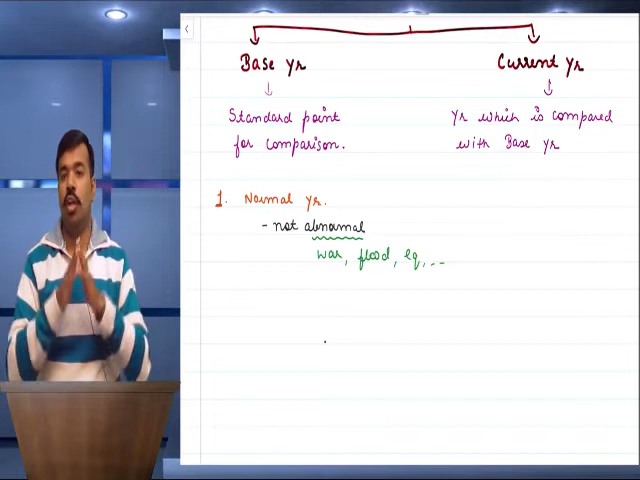 Base yr
Current yr
Standard point
for comparison.
yr which is compared
with Base yr
1. Normal yr.
- not abnormal
war, flood, eq, ...